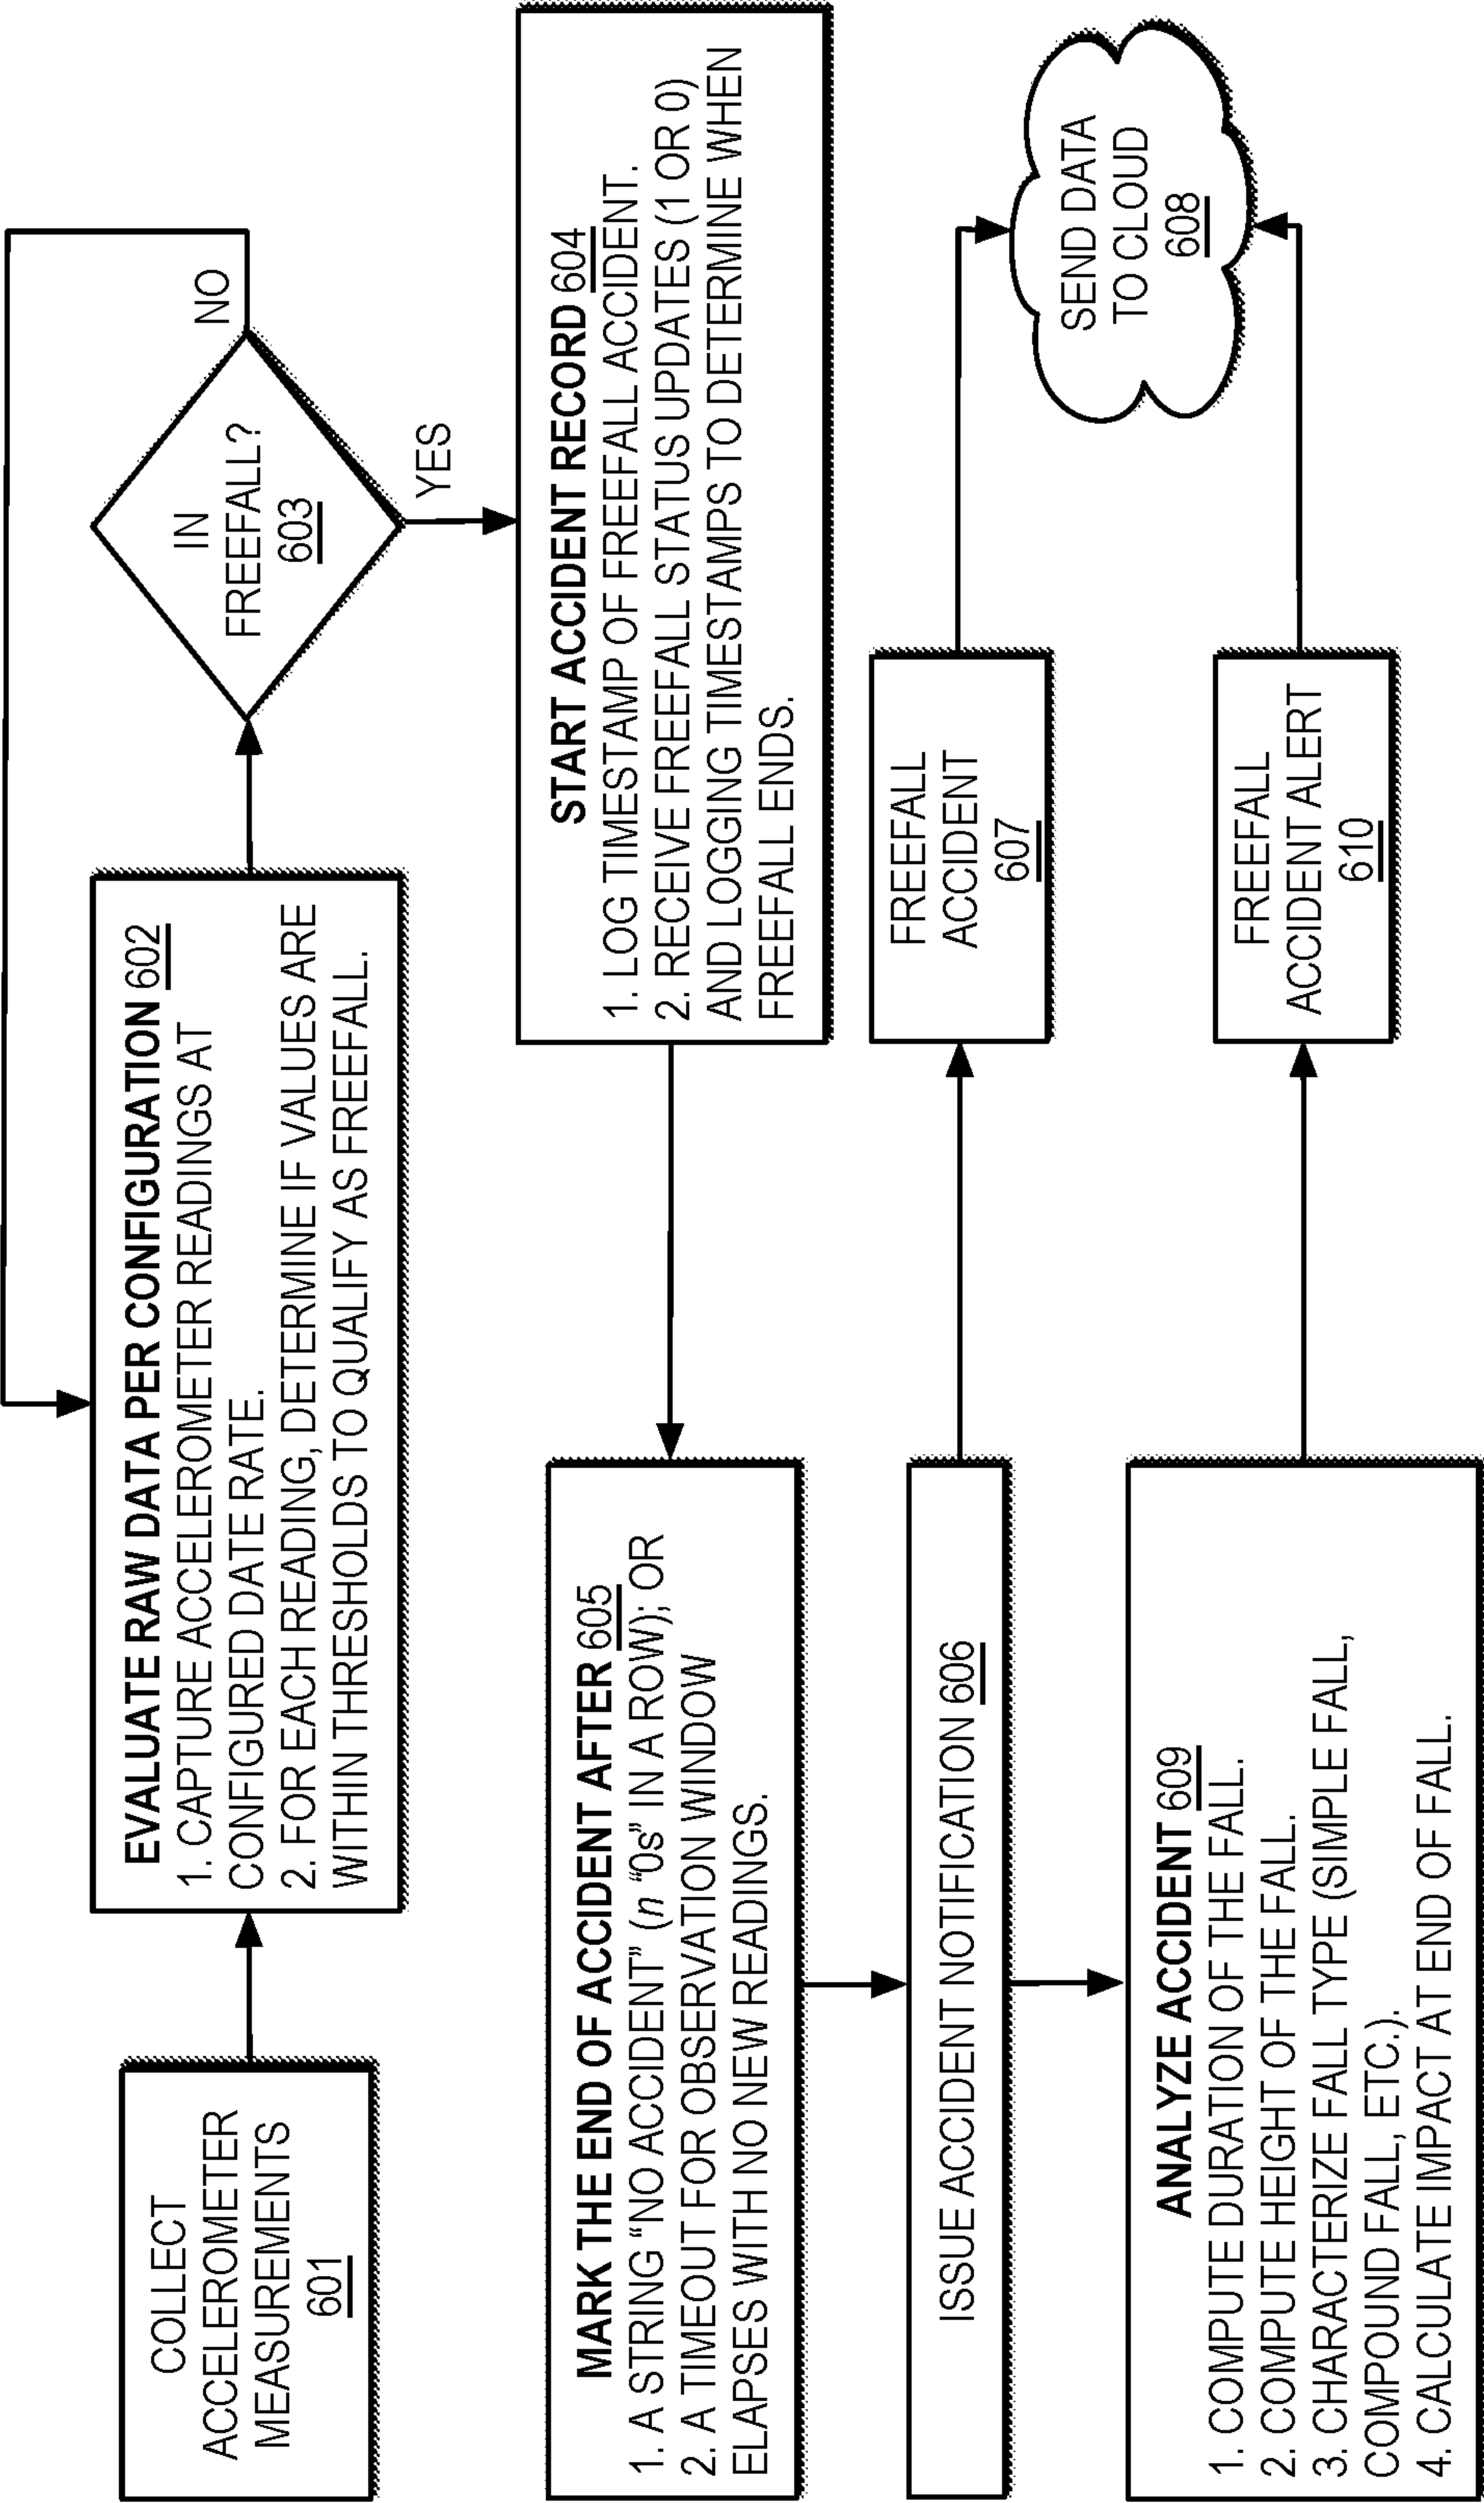 COLLECT
ACCELEROMETER
MEASUREMENTS
601
EVALUATE RAW DATA PER CONFIGURATION 602
1. CAPTURE ACCELEROMETER READINGS AT
CONFIGURED DATE RATE.
2. FOR EACH READING, DETERMINE IF VALUES ARE
WITHIN THRESHOLDS TO QUALIFY AS FREEFALL.
IN
FREEFALL?
603
NO
YES
START ACCIDENT RECORD 604
1. LOG TIMESTAMP OF FREEFALL ACCIDENT.
2. RECEIVE FREEFALL STATUS UPDATES (1 OR 0)
AND LOGGING TIMESTAMPS TO DETERMINE WHEN
FREEFALL ENDS.
MARK THE END OF ACCIDENT AFTER 605
1. A STRING “NO ACCIDENT” (n “0s” IN A ROW); OR
2. A TIMEOUT FOR OBSERVATION WINDOW
ELAPSES WITH NO NEW READINGS.
ISSUE ACCIDENT NOTIFICATION 606
FREEFALL
ACCIDENT
607
SEND DATA
TO CLOUD
608
ANALYZE ACCIDENT 609
1. COMPUTE DURATION OF THE FALL.
2. COMPUTE HEIGHT OF THE FALL.
3. CHARACTERIZE FALL TYPE (SIMPLE FALL,
COMPOUND FALL, ETC.)
4. CALCULATE IMPACT AT END OF FALL.
FREEFALL
ACCIDENT ALERT
610